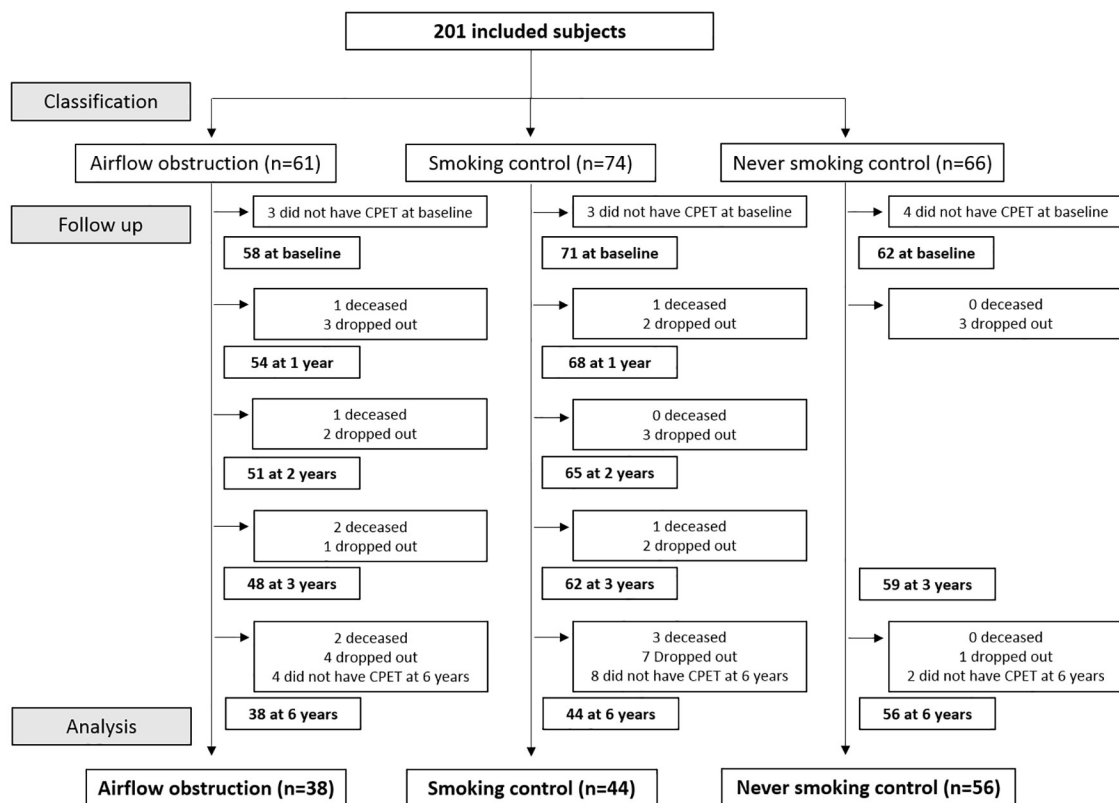 201 included subjects
Classification
Airflow obstruction (n=61)
Smoking control (n=74)
Never smoking control (n=66)
Follow up
3 did not have CPET at baseline
3 did not have CPET at baseline
4 did not have CPET at baseline
58 at baseline
71 at baseline
62 at baseline
1 deceased
3 dropped out
1 deceased
2 dropped out
0 deceased
3 dropped out
54 at 1 year
68 at 1 year
1 deceased
2 dropped out
0 deceased
3 dropped out
51 at 2 years
65 at 2 years
2 deceased
1 dropped out
1 deceased
2 dropped out
48 at 3 years
62 at 3 years
59 at 3 years
2 deceased
4 dropped out
4 did not have CPET at 6 years
3 deceased
7 Dropped out
8 did not have CPET at 6 years
0 deceased
1 dropped out
2 did not have CPET at 6 years
38 at 6 years
44 at 6 years
56 at 6 years
Analysis
Airflow obstruction (n=38)
Smoking control (n=44)
Never smoking control (n=56)